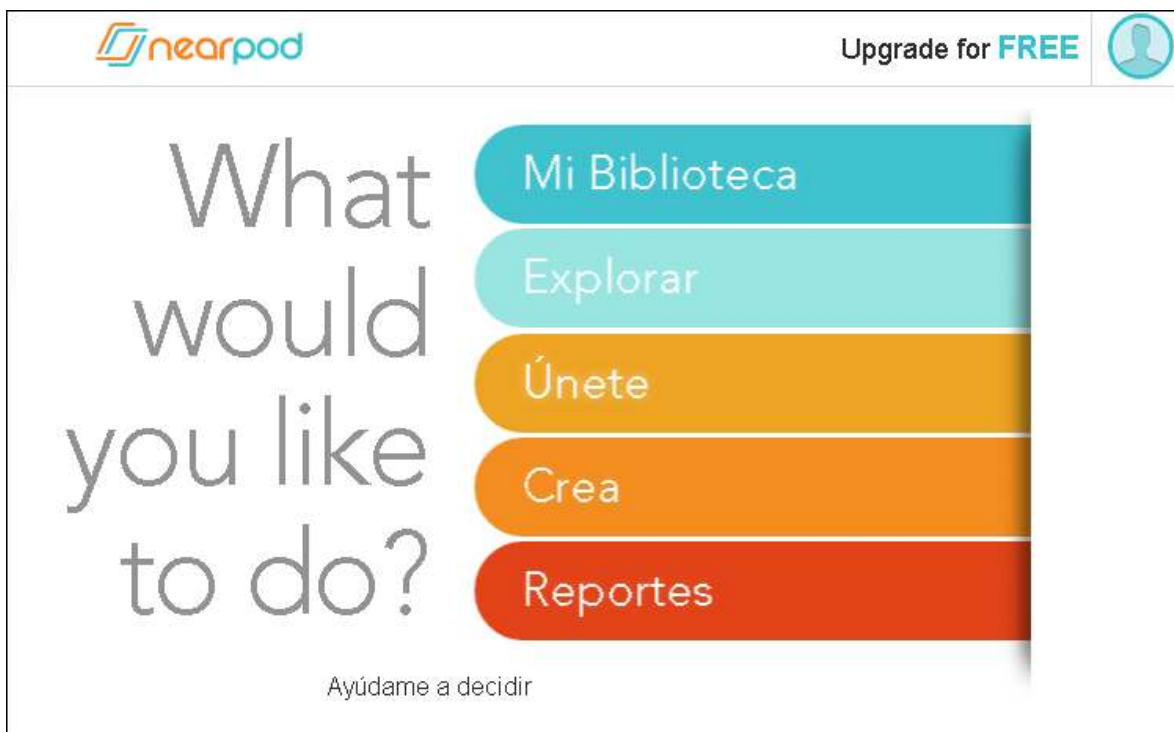 nearpod
Upgrade for FREE
What
would
you like
to do?
Mi Biblioteca
Explorar
Únete
Crea
Reportes
Ayúdame a decidir